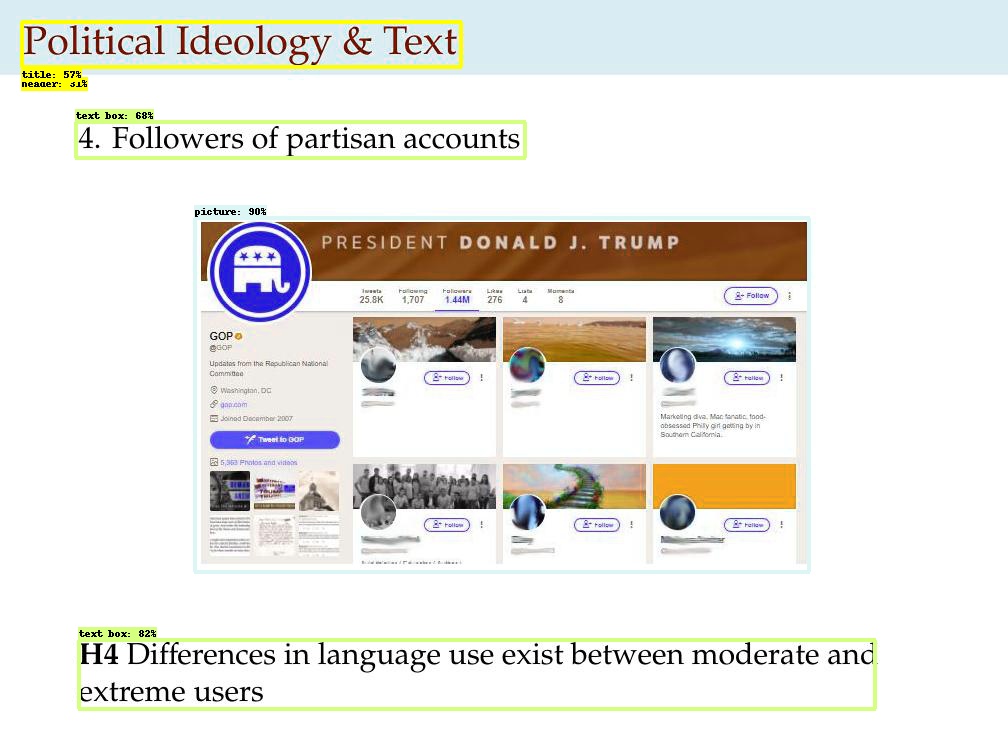 Political Ideology & Text
title: 57%
header: 31%
text box: 68%
4. Followers of partisan accounts
picture: 90%
PRESIDENT DONALD J. TRUMP
Tweets Following Followers Likes Lists Moments
25.8K 1,707 1.44M 276 4 8
Follow
GOP
@GOP
Updates from the Republican National
Committee
Washington, DC
gop.com
Joined December 2007
Tweet to GOP
5,363 Photos and videos
Follow
Follow
Follow
Marketing diva, Mac fanatic, food-
obsessed Philly girl getting by in
Southern California.
Follow
Follow
Follow
text box: 82%
H4 Differences in language use exist between moderate and
extreme users